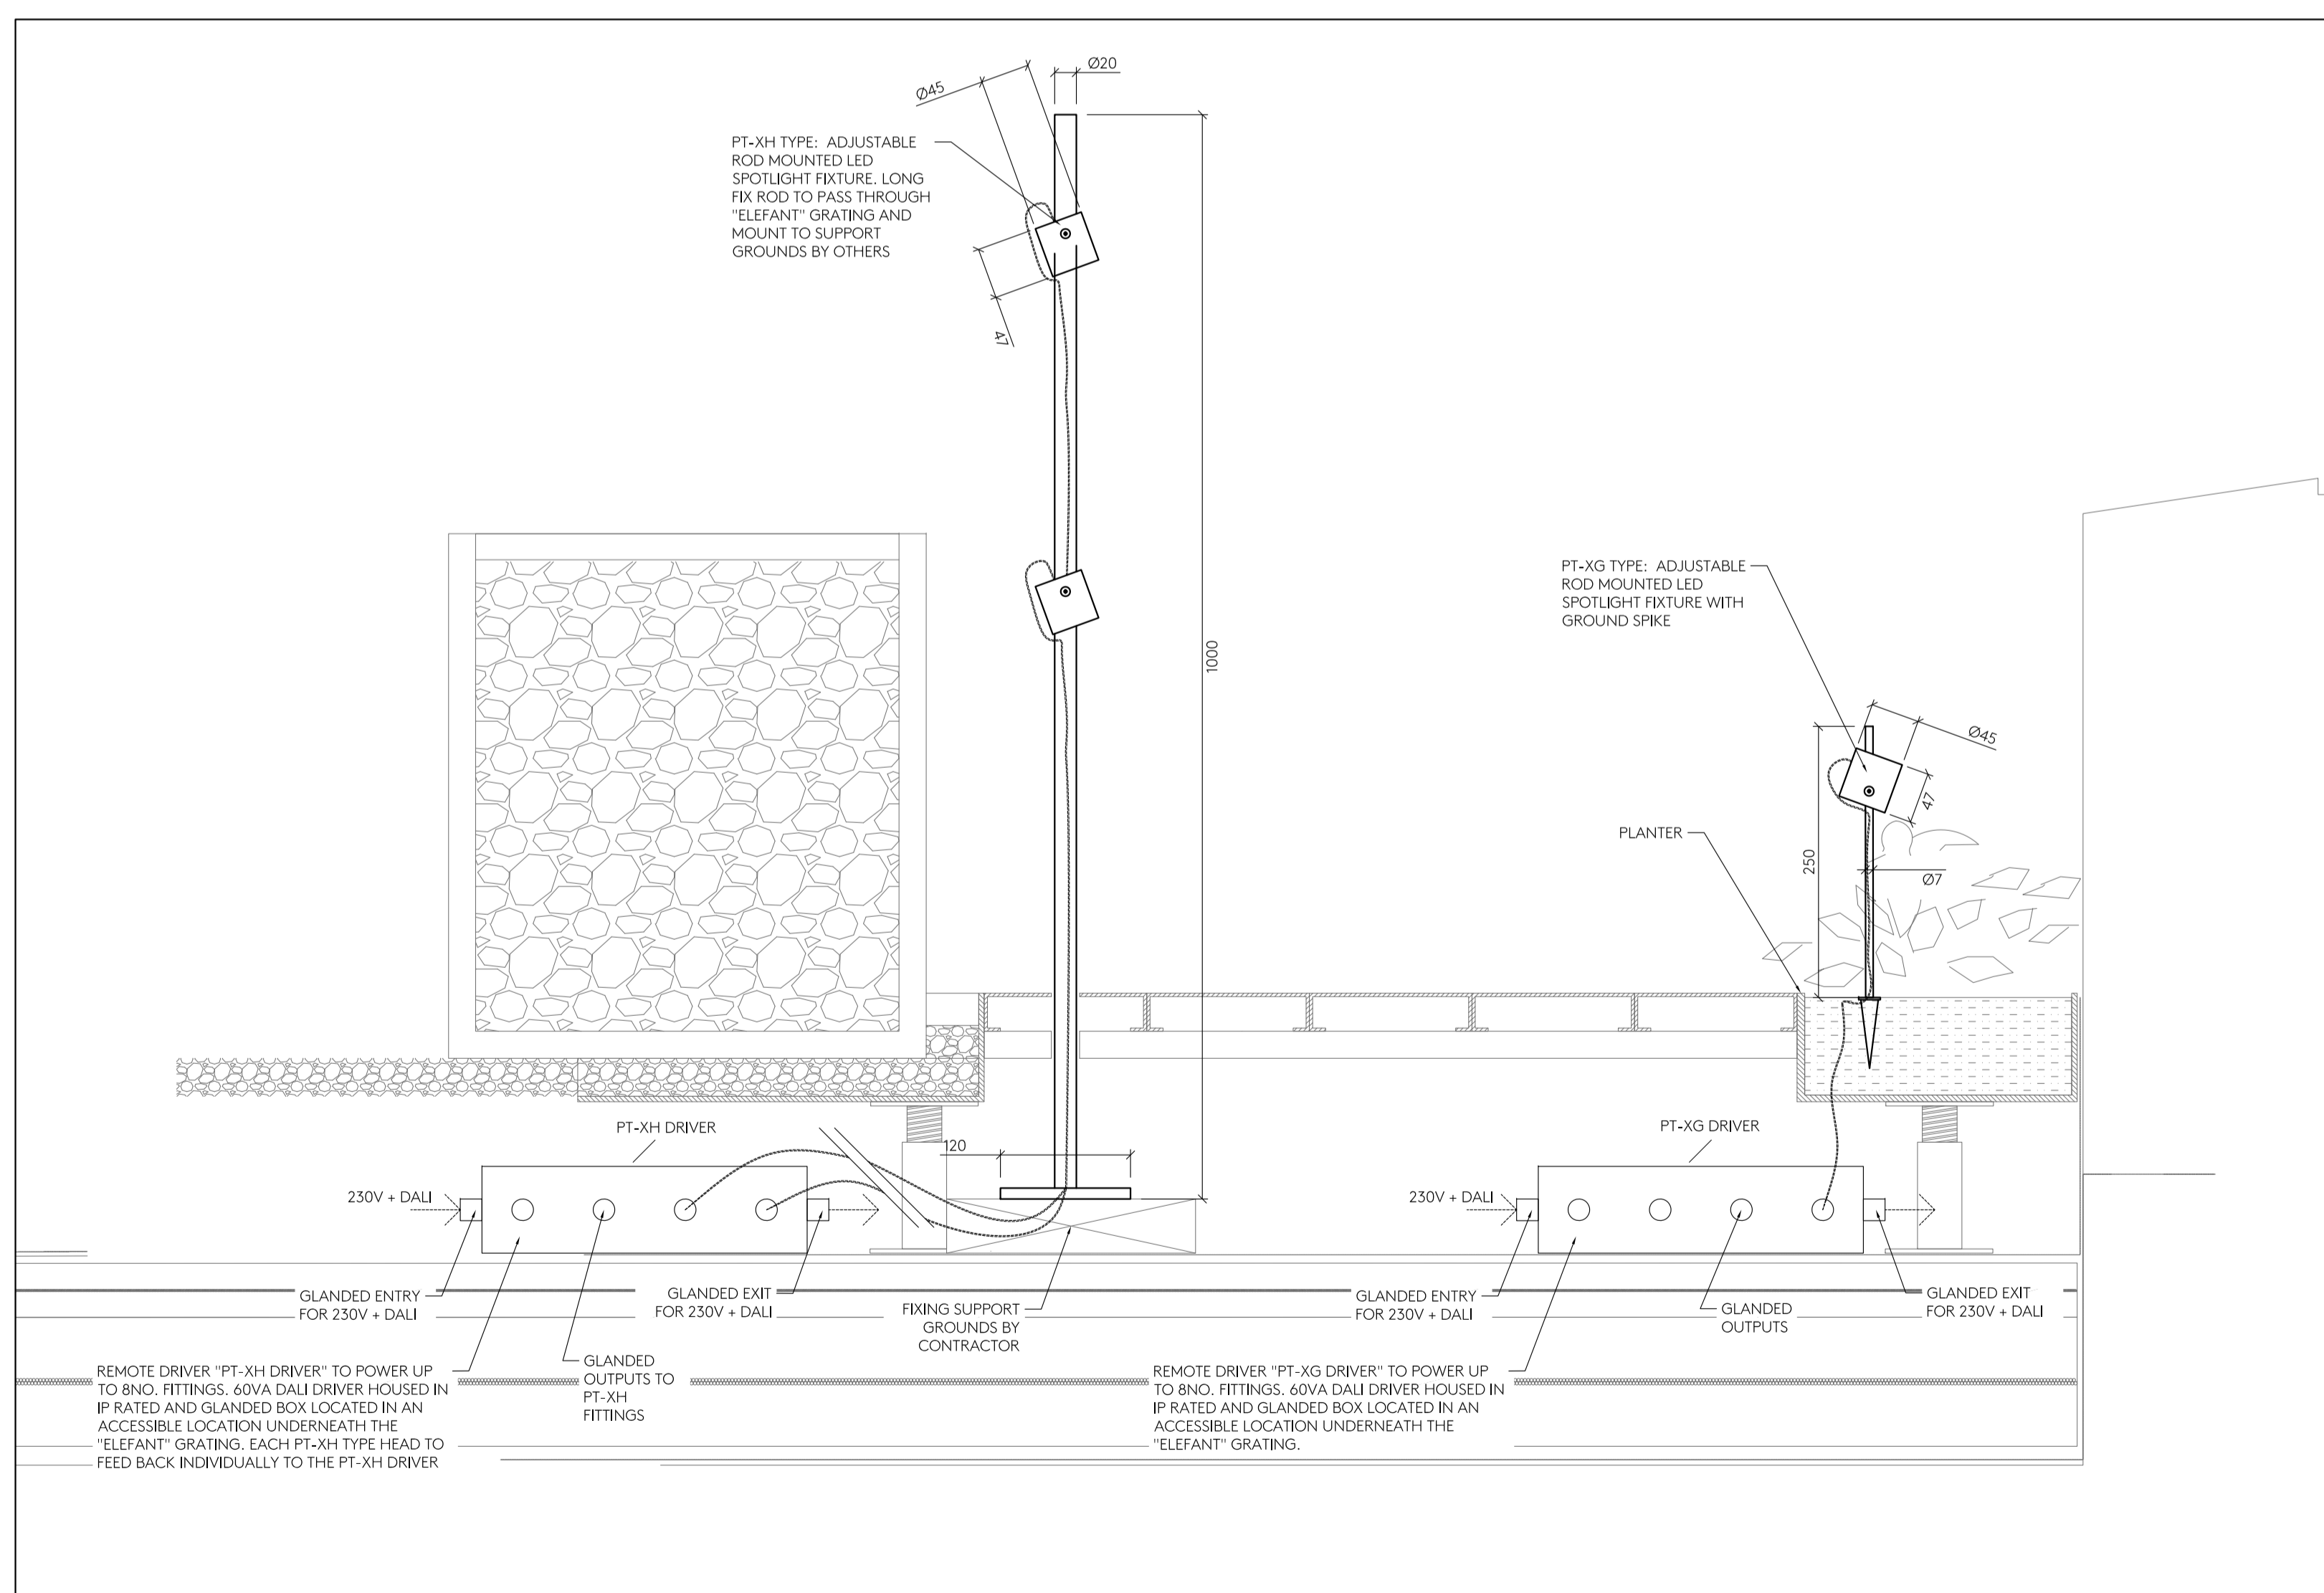 Ø20
Ø45
PT-XH TYPE: ADJUSTABLE
ROD MOUNTED LED
SPOTLIGHT FIXTURE. LONG
FIX ROD TO PASS THROUGH
"ELEFANT" GRATING AND
MOUNT TO SUPPORT
GROUNDS BY OTHERS
47
1000
PT-XG TYPE: ADJUSTABLE
ROD MOUNTED LED
SPOTLIGHT FIXTURE WITH
GROUND SPIKE
Ø45
47
PLANTER
250
Ø7
PT-XH DRIVER
120
230V + DALI
PT-XG DRIVER
230V + DALI
GLANDED ENTRY
FOR 230V + DALI
GLANDED EXIT
FOR 230V + DALI
FIXING SUPPORT
GROUNDS BY
CONTRACTOR
GLANDED ENTRY
FOR 230V + DALI
GLANDED
OUTPUTS
GLANDED EXIT
FOR 230V + DALI
REMOTE DRIVER "PT-XH DRIVER" TO POWER UP
TO 8NO. FITTINGS. 60VA DALI DRIVER HOUSED IN
IP RATED AND GLANDED BOX LOCATED IN AN
ACCESSIBLE LOCATION UNDERNEATH THE
"ELEFANT" GRATING. EACH PT-XH TYPE HEAD TO
FEED BACK INDIVIDUALLY TO THE PT-XH DRIVER
GLANDED
OUTPUTS TO
PT-XH
FITTINGS
REMOTE DRIVER "PT-XG DRIVER" TO POWER UP
TO 8NO. FITTINGS. 60VA DALI DRIVER HOUSED IN
IP RATED AND GLANDED BOX LOCATED IN AN
ACCESSIBLE LOCATION UNDERNEATH THE
"ELEFANT" GRATING.